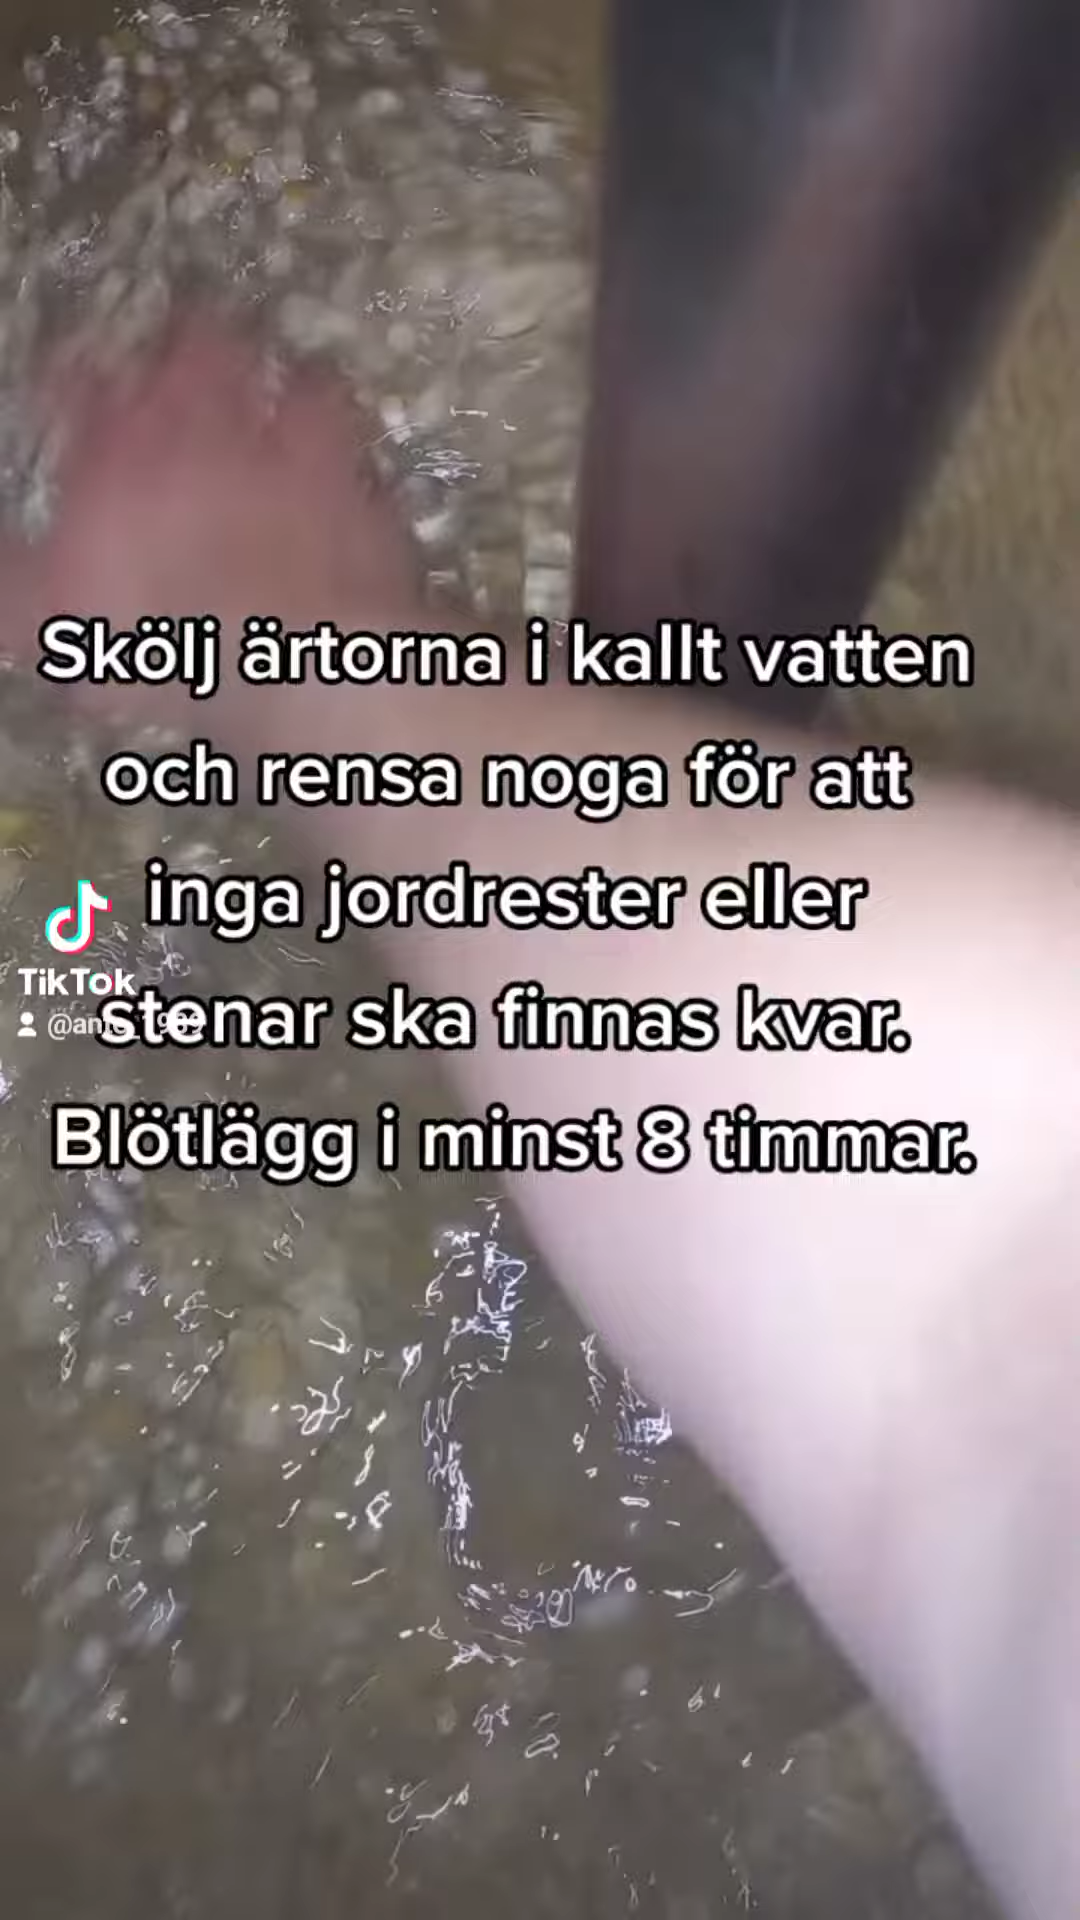 Skölj ärtorna i kallt vatten
och rensa noga för att
inga jordrester eller
TikTok
stenar ska finnas kvar.
Blötlägg i minst 8 timmar.